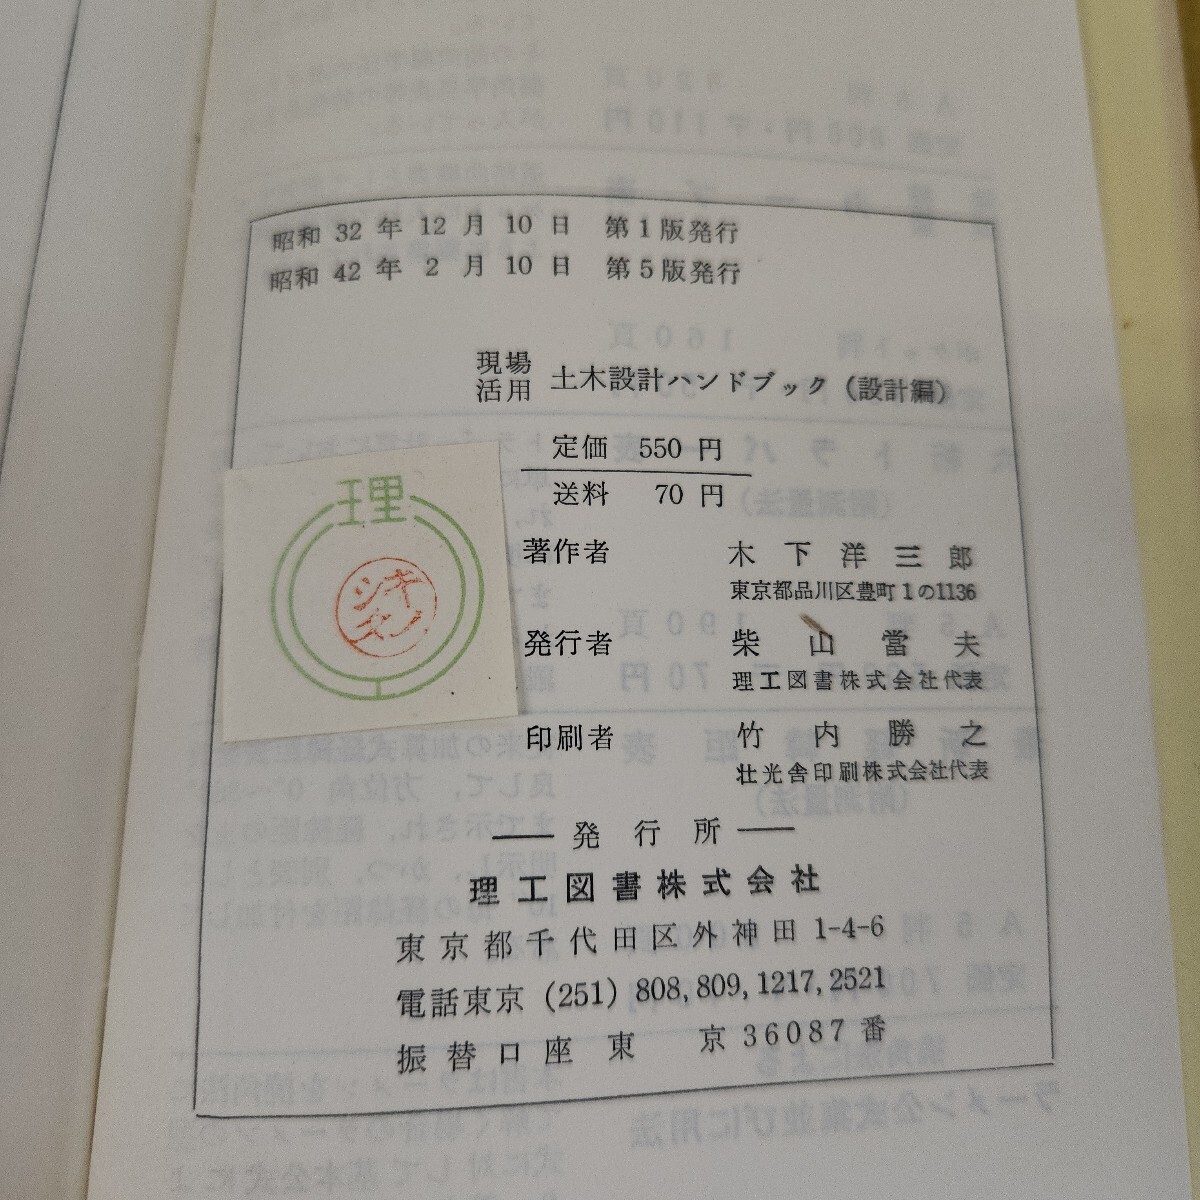 昭和 32 年 12 月 10 日 第1版発行
昭和 42 年 2 月 10 日 第5版発行
現場
活用 土木設計ハンドブック（設計編）
定価 550 円
送料 70 円
理
著作者 木下洋三郎
東京都品川区豊町1の1136
発行者 柴山當夫
理工図書株式会社代表
印刷者 竹内勝之
壮光舎印刷株式会社代表
発行所
理工図書株式会社
東京都千代田区外神田 1-4-6
電話東京 (251) 808, 809, 1217, 2521
振替口座東 京 36087 番